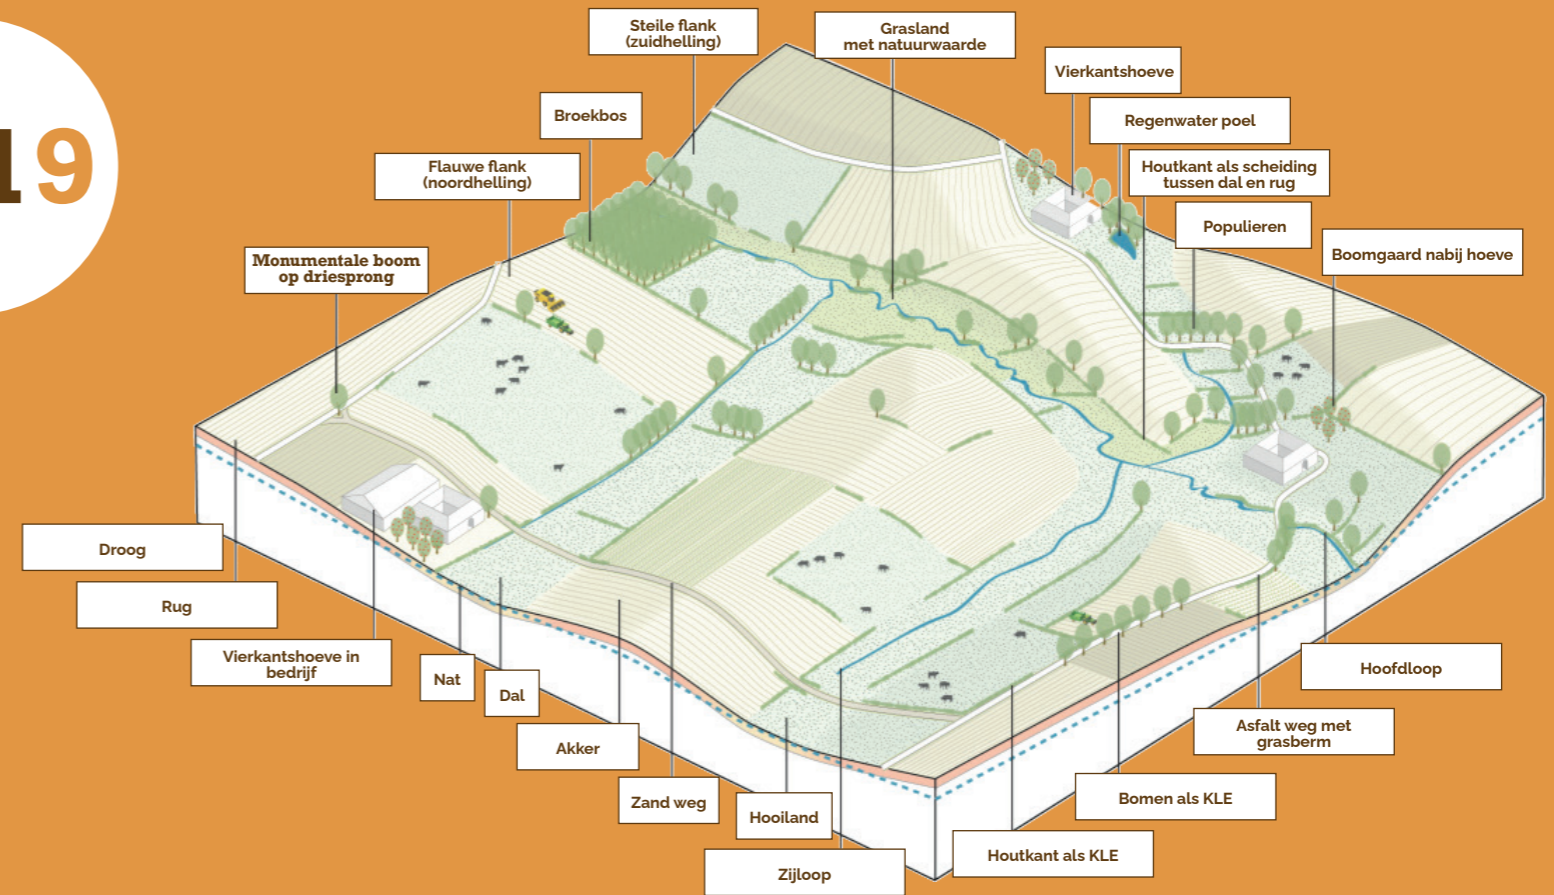 19
Steile flank
(zuidhelling)
Grasland
met natuurwaarde
Vierkantshoeve
Broekbos
Regenwater poel
Flauwe flank
(noordhelling)
Houtkant als scheiding
tussen dal en rug
Populieren
Monumentale boom
op driesprong
Boomgaard nabij hoeve
Droog
Rug
Vierkantshoeve in
bedrijf
Nat
Dal
Akker
Zand weg
Hooiland
Zijloop
Houtkant als KLE
Bomen als KLE
Asfalt weg met
grasberm
Hoofdloop